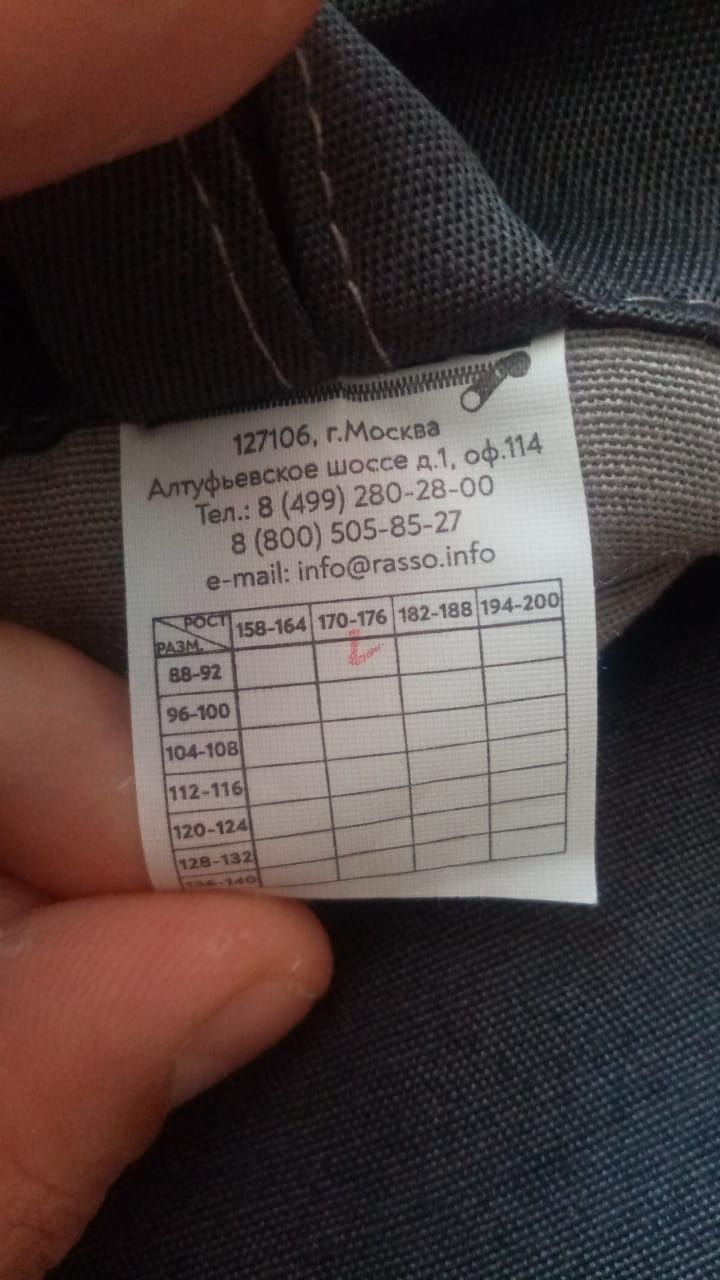 127106, г.Москва
Алтуфьевское шоссе д.1, оф.114
Тел.: 8 (499) 280-28-00
8 (800) 505-85-27
e-mail: info@rasso.info
РОСТ 158-164 170-176 182-188 194-200
РАЗМ.
88-92
96-100
104-108
112-116
120-124
128-132
136-140